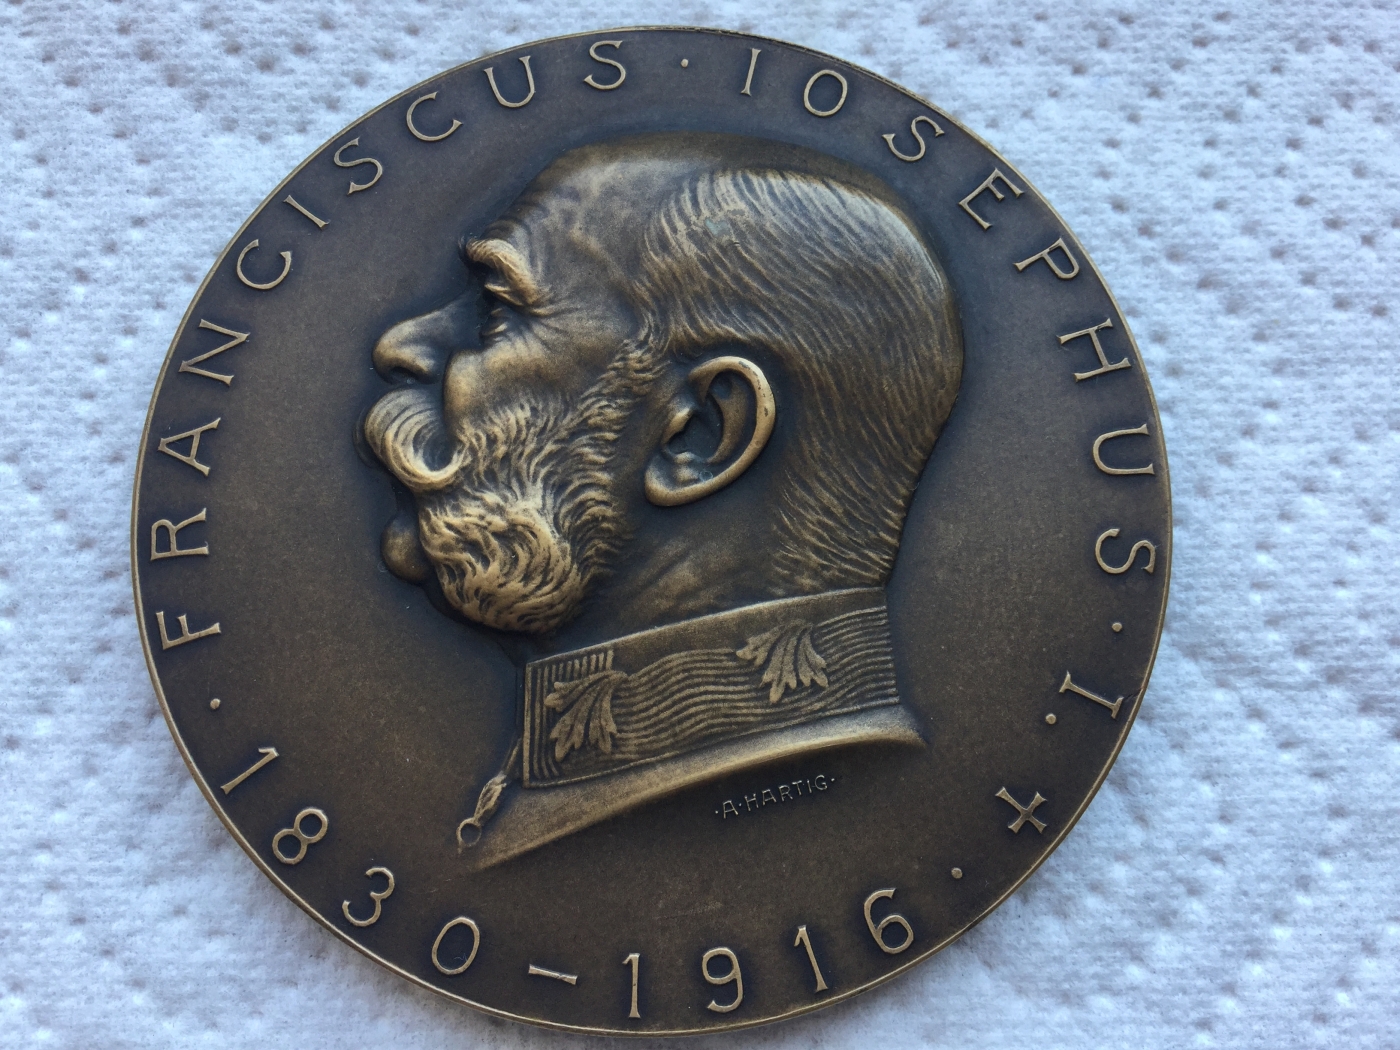 FRANCISCUS · IOSEPHUS · I. +
· 1830 – 1916 ·
·A·HARTIG·